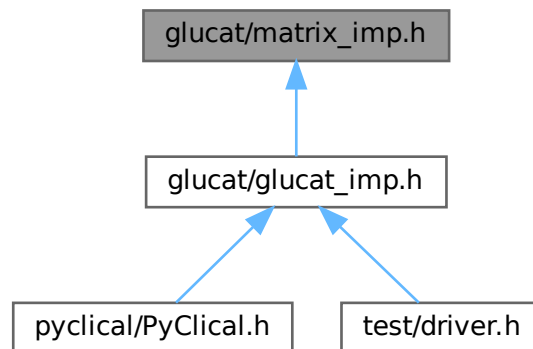 glucat/matrix_imp.h
glucat/glucat_imp.h
pyclical/PyClical.h
test/driver.h